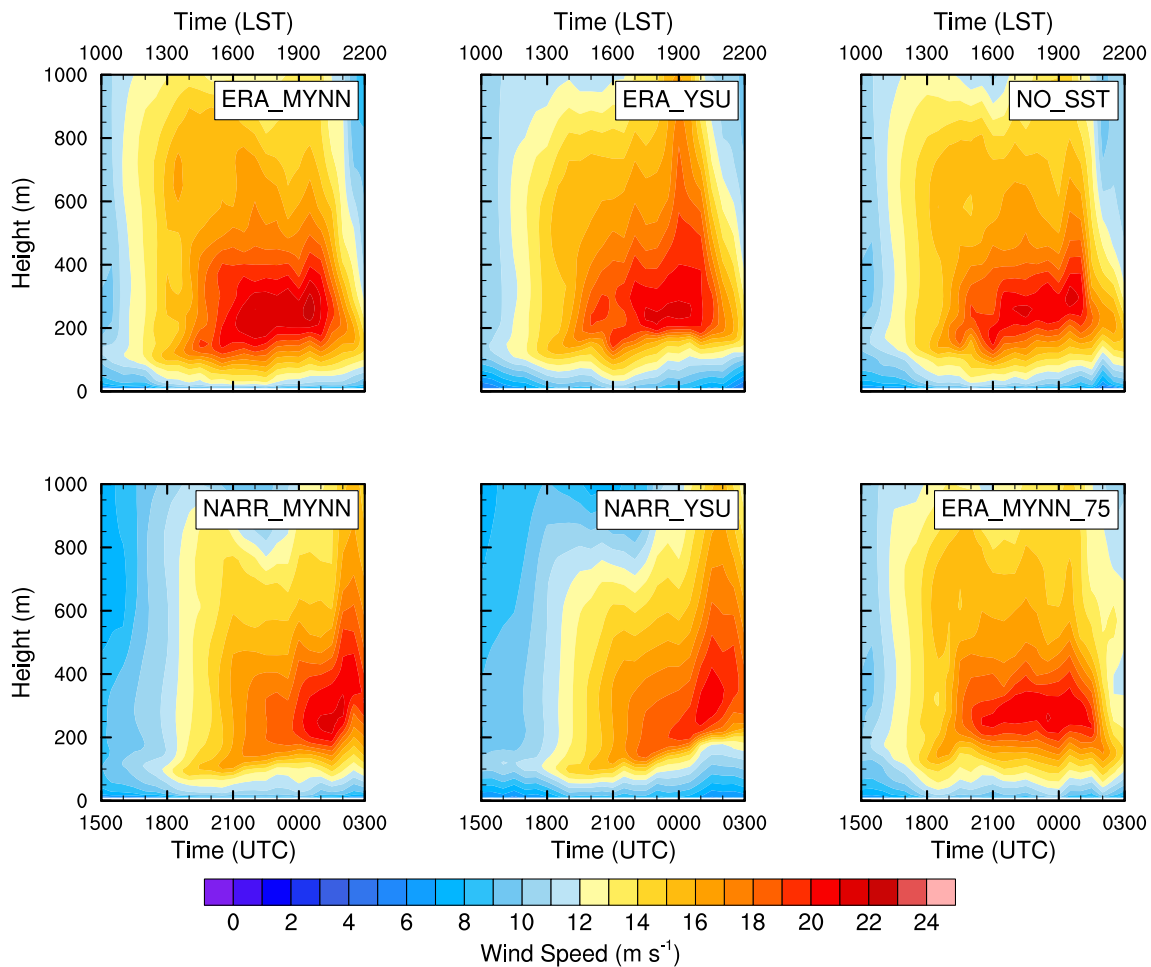 Time (LST) Time (LST) Time (LST)
1000 1300 1600 1900 2200 1000 1300 1600 1900 2200 1000 1300 1600 1900 2200
1000
ERA_MYNN ERA_YSU NO_SST
800
600
Height (m)
400
200
0
1000
NARR_MYNN NARR_YSU ERA_MYNN_75
800
600
Height (m)
400
200
0
1500 1800 2100 0000 0300 1500 1800 2100 0000 0300 1500 1800 2100 0000 0300
Time (UTC) Time (UTC) Time (UTC)
0 2 4 6 8 10 12 14 16 18 20 22 24
Wind Speed (m s⁻¹)